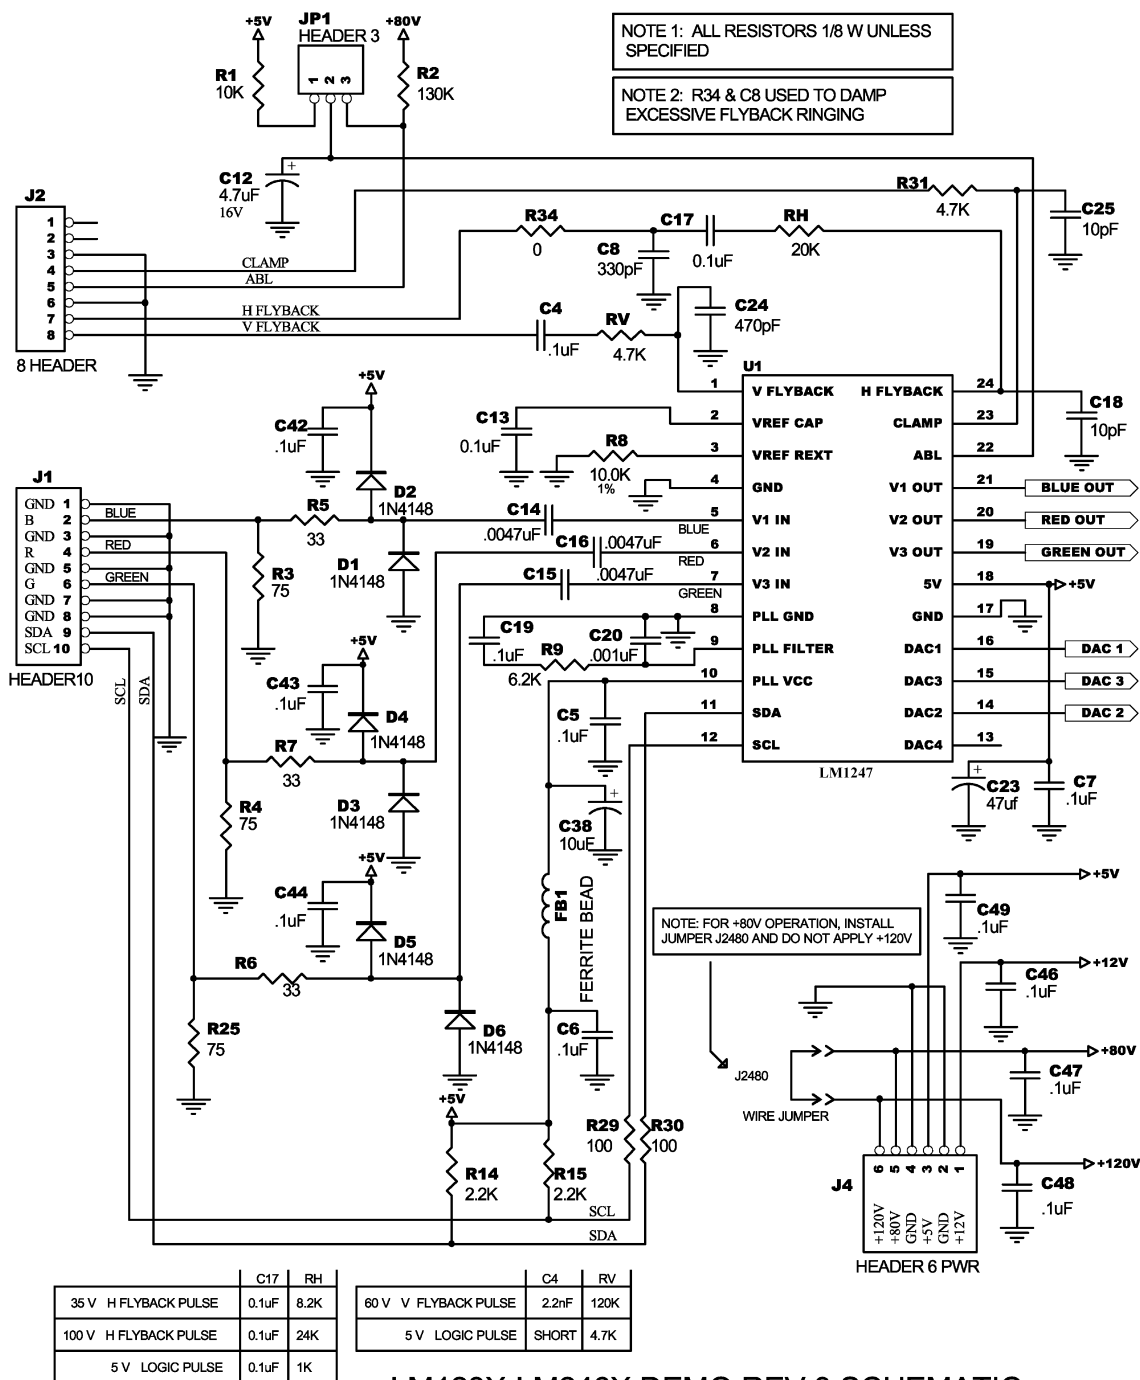 +5V
JP1
HEADER 3
+80V
R1
10K
1 2 3
R2
130K
NOTE 1: ALL RESISTORS 1/8 W UNLESS
SPECIFIED
NOTE 2: R34 & C8 USED TO DAMP
EXCESSIVE FLYBACK RINGING
C12
4.7uF
16V
+
R31
4.7K
C25
10pF
J2
1
2
3
4
5
6
7
8
8 HEADER
CLAMP
ABL
H FLYBACK
V FLYBACK
R34
0
C8
330pF
C17
0.1uF
RH
20K
C4
.1uF
RV
4.7K
C24
470pF
U1
1 V FLYBACK H FLYBACK 24
2 VREF CAP CLAMP 23
3 VREF REXT ABL 22
4 GND V1 OUT 21 BLUE OUT
5 V1 IN V2 OUT 20 RED OUT
6 V2 IN V3 OUT 19 GREEN OUT
7 V3 IN 5V 18 +5V
8 PLL GND GND 17
9 PLL FILTER DAC1 16 DAC 1
10 PLL VCC DAC3 15 DAC 3
11 SDA DAC2 14 DAC 2
12 SCL DAC4 13
LM1247
C18
10pF
C13
0.1uF
R8
10.0K
1%
+5V
C42
.1uF
D2
1N4148
J1
GND 1
B 2
GND 3
R 4
GND 5
G 6
GND 7
GND 8
SDA 9
SCL 10
HEADER10
BLUE
RED
GREEN
SCL
SDA
R5
33
R3
75
D1
1N4148
C14
.0047uF
BLUE
C16
.0047uF
RED
C15
.0047uF
GREEN
C19
.1uF
R9
6.2K
C20
.001uF
+5V
C43
.1uF
D4
1N4148
R7
33
R4
75
D3
1N4148
C5
.1uF
C38
10uF
+
C23
47uf
+
C7
.1uF
+5V
C44
.1uF
D5
1N4148
R6
33
R25
75
D6
1N4148
FB1
FERRITE BEAD
C6
.1uF
+5V
R14
2.2K
R15
2.2K
R29
100
R30
100
SCL
SDA
NOTE: FOR +80V OPERATION, INSTALL
JUMPER J2480 AND DO NOT APPLY +120V
J2480
WIRE JUMPER
+5V
C49
.1uF
+12V
C46
.1uF
+80V
C47
.1uF
+120V
C48
.1uF
J4
6 5 4 3 2 1
+120V
+80V
GND
+5V
GND
+12V
HEADER 6 PWR
C17 RH
35 V H FLYBACK PULSE 0.1uF 8.2K
100 V H FLYBACK PULSE 0.1uF 24K
5 V LOGIC PULSE 0.1uF 1K
C4 RV
60 V V FLYBACK PULSE 2.2nF 120K
5 V LOGIC PULSE SHORT 4.7K